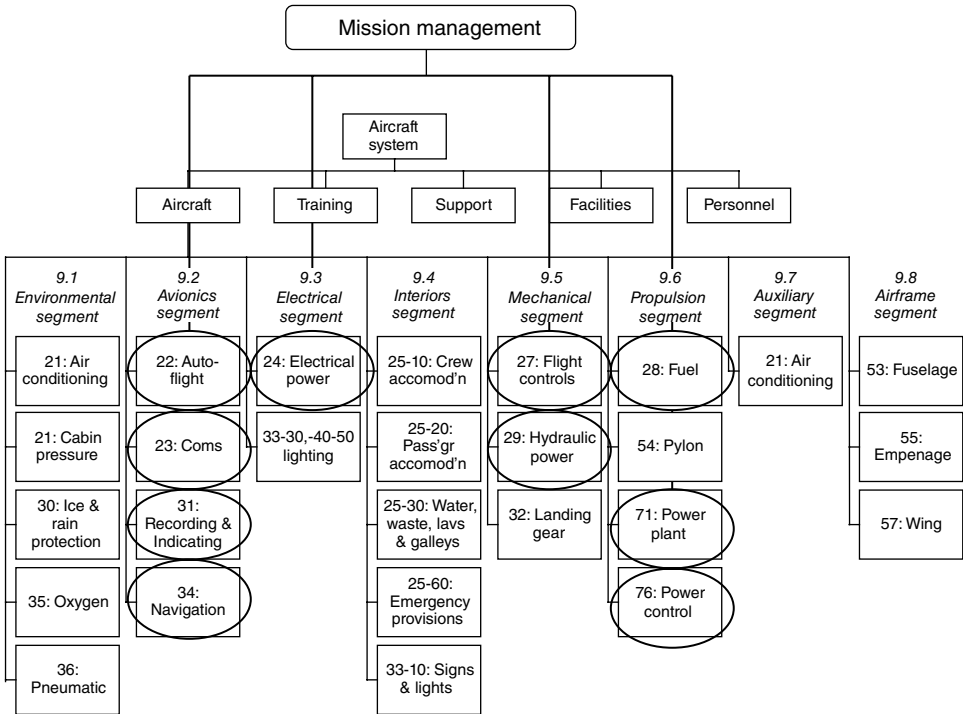 Mission management
Aircraft
system
Aircraft
Training
Support
Facilities
Personnel
9.1
Environmental
segment
9.2
Avionics
segment
9.3
Electrical
segment
9.4
Interiors
segment
9.5
Mechanical
segment
9.6
Propulsion
segment
9.7
Auxiliary
segment
9.8
Airframe
segment
21: Air
conditioning
22: Auto-
flight
24: Electrical
power
25-10: Crew
accomod'n
27: Flight
controls
28: Fuel
21: Air
conditioning
53: Fuselage
21: Cabin
pressure
23: Coms
33-30,-40-50
lighting
25-20:
Pass'gr
accomod'n
29: Hydraulic
power
54: Pylon
55:
Empenage
30: Ice &
rain
protection
31:
Recording &
Indicating
25-30: Water,
waste, lavs
& galleys
32: Landing
gear
71: Power
plant
57: Wing
35: Oxygen
34:
Navigation
25-60:
Emergency
provisions
76: Power
control
36:
Pneumatic
33-10: Signs
& lights